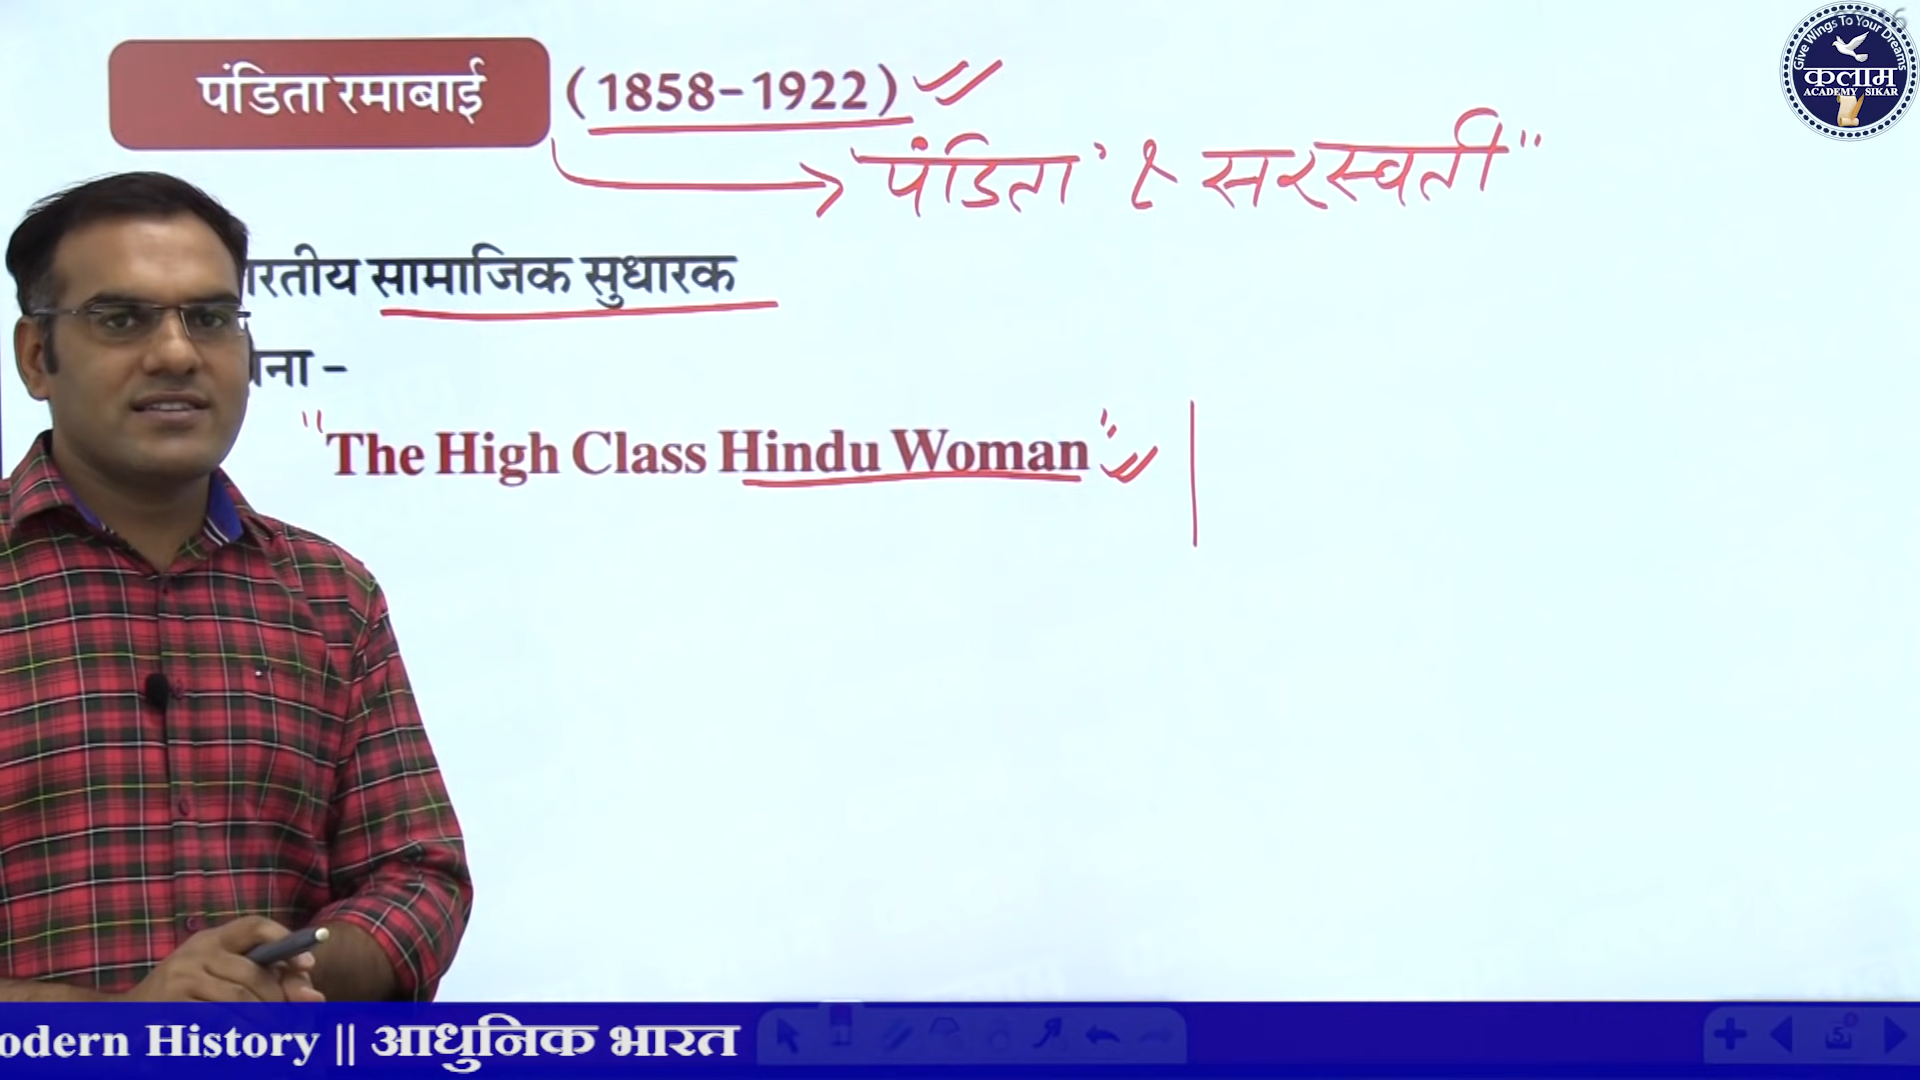 पंडिता रमाबाई (1858-1922)
पंडिता' & सरस्वती"
रतीय सामाजिक सुधारक
ना –
"The High Class Hindu Woman"
Give Wings To Your Dreams
कलाम
ACADEMY SIKAR
odern History || आधुनिक भारत